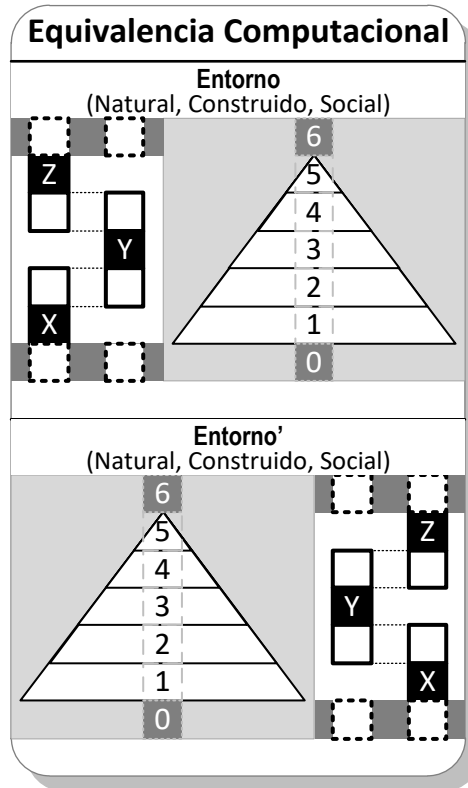 Equivalencia Computacional
Entorno
(Natural, Construido, Social)
6
Z
5
4
Y
3
2
X
1
0
Entorno’
(Natural, Construido, Social)
6
5
Z
4
3
Y
2
1
X
0